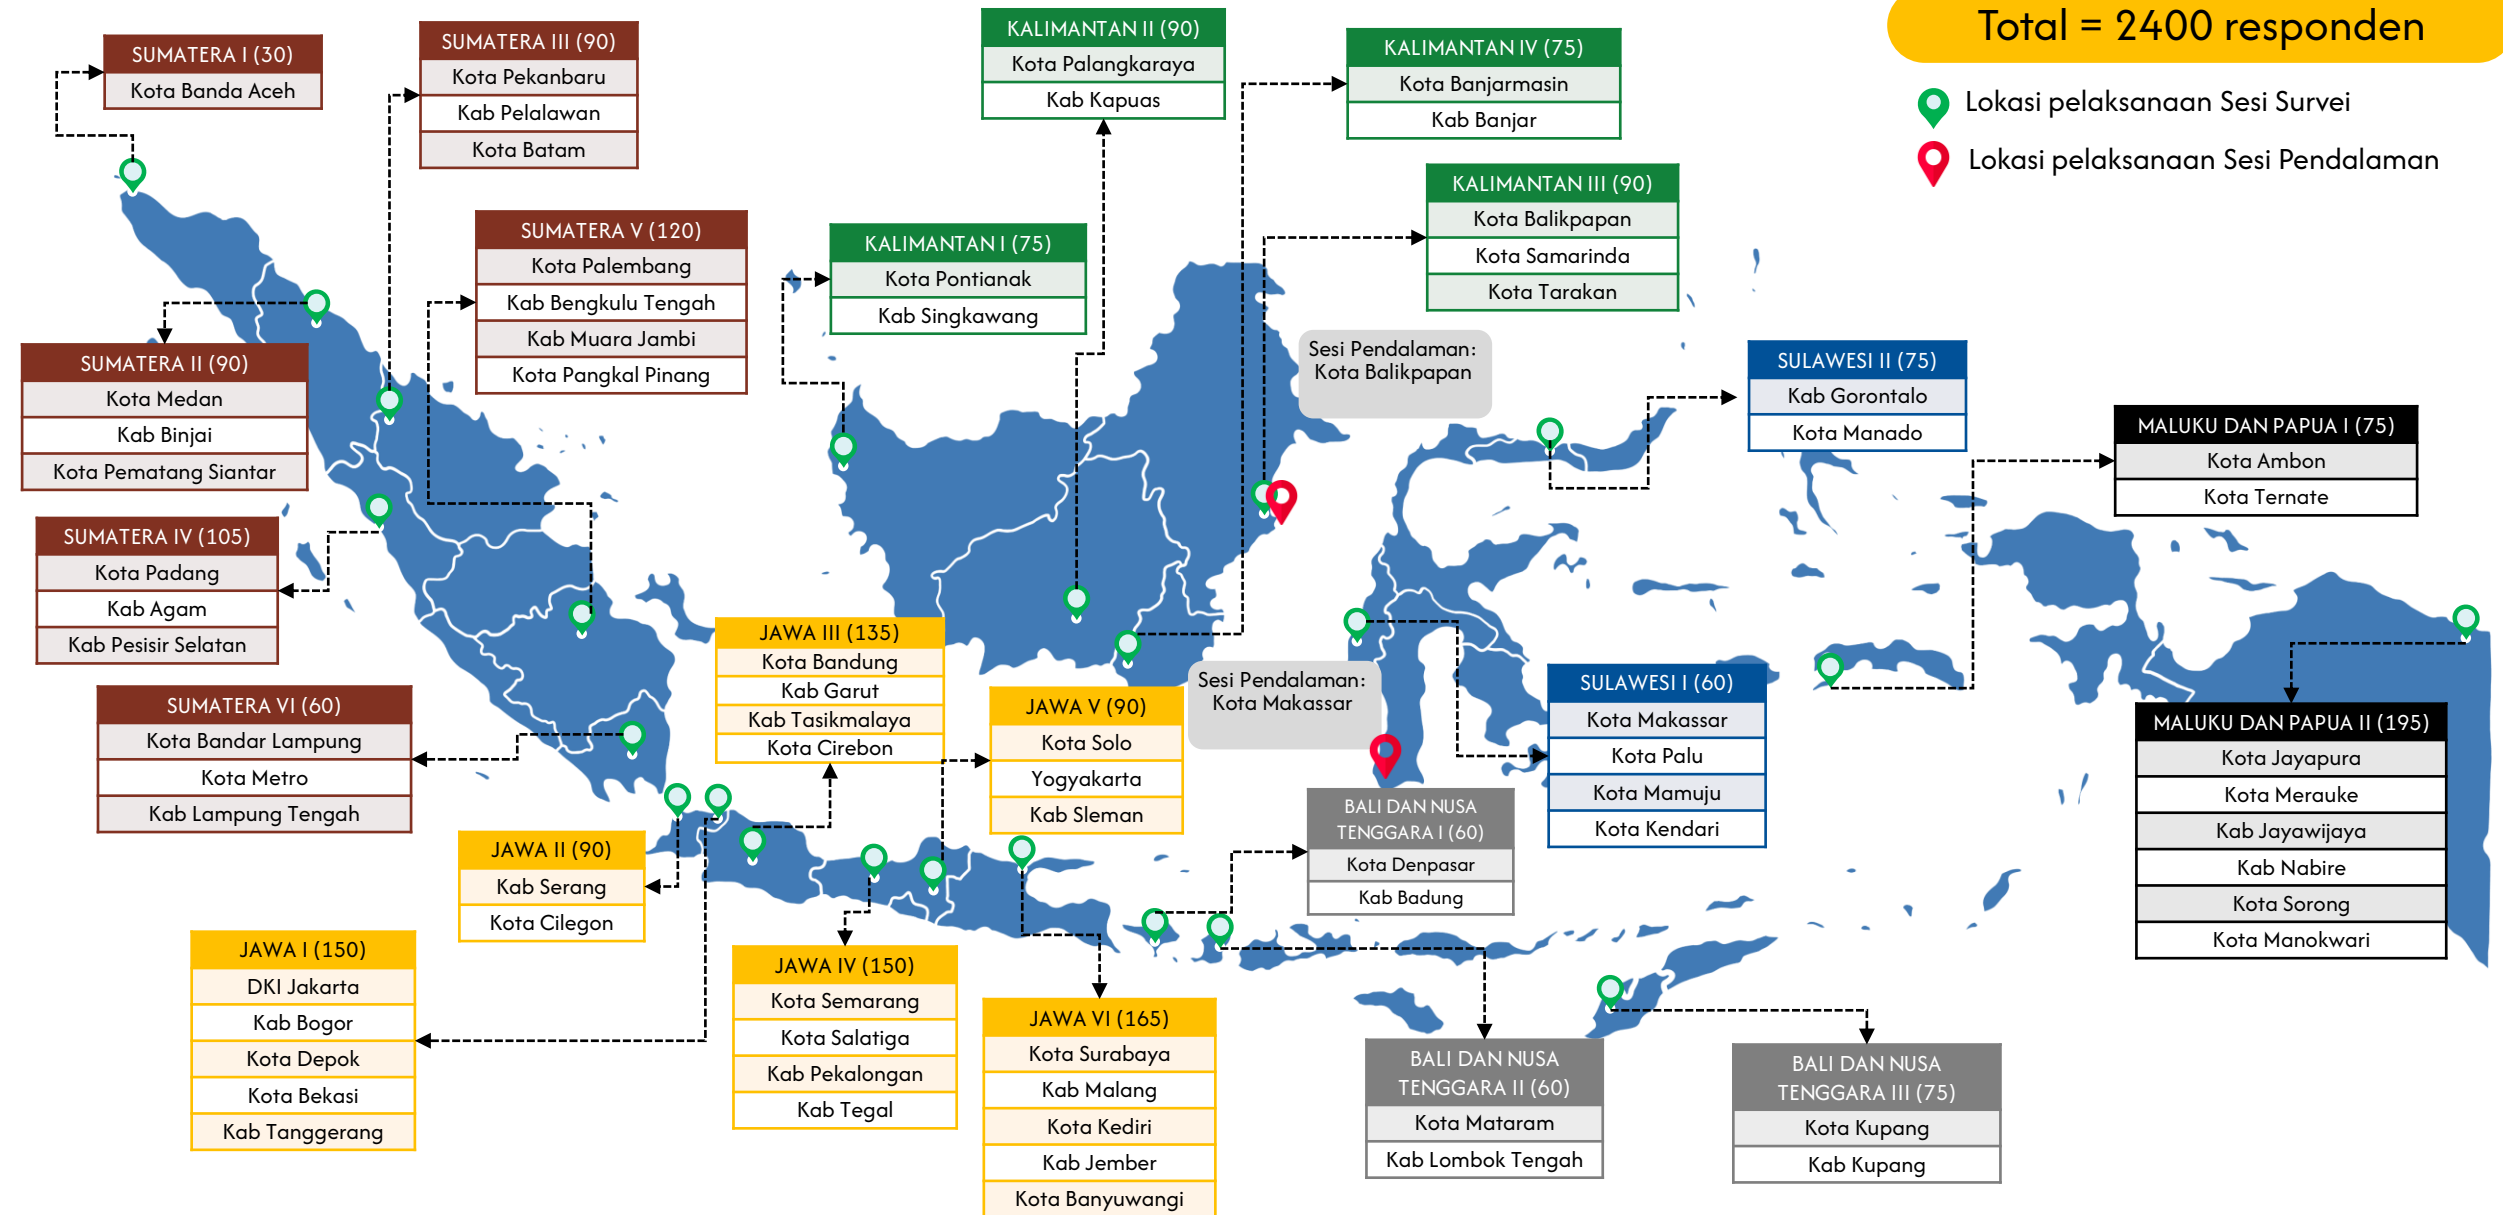 Total = 2400 responden
Lokasi pelaksanaan Sesi Survei
Lokasi pelaksanaan Sesi Pendalaman
SUMATERA I (30)
Kota Banda Aceh
SUMATERA III (90)
Kota Pekanbaru
Kab Pelalawan
Kota Batam
KALIMANTAN II (90)
Kota Palangkaraya
Kab Kapuas
KALIMANTAN IV (75)
Kota Banjarmasin
Kab Banjar
KALIMANTAN III (90)
Kota Balikpapan
Kota Samarinda
Kota Tarakan
SUMATERA V (120)
Kota Palembang
Kab Bengkulu Tengah
Kab Muara Jambi
Kota Pangkal Pinang
KALIMANTAN I (75)
Kota Pontianak
Kab Singkawang
Sesi Pendalaman:
Kota Balikpapan
SUMATERA II (90)
Kota Medan
Kab Binjai
Kota Pematang Siantar
SULAWESI II (75)
Kab Gorontalo
Kota Manado
MALUKU DAN PAPUA I (75)
Kota Ambon
Kota Ternate
SUMATERA IV (105)
Kota Padang
Kab Agam
Kab Pesisir Selatan
JAWA III (135)
Kota Bandung
Kab Garut
Kab Tasikmalaya
Kota Cirebon
Sesi Pendalaman:
Kota Makassar
SULAWESI I (60)
Kota Makassar
Kota Palu
Kota Mamuju
Kota Kendari
SUMATERA VI (60)
Kota Bandar Lampung
Kota Metro
Kab Lampung Tengah
JAWA V (90)
Kota Solo
Yogyakarta
Kab Sleman
MALUKU DAN PAPUA II (195)
Kota Jayapura
Kota Merauke
Kab Jayawijaya
Kab Nabire
Kota Sorong
Kota Manokwari
BALI DAN NUSA
TENGGARA I (60)
Kota Denpasar
Kab Badung
JAWA II (90)
Kab Serang
Kota Cilegon
JAWA I (150)
DKI Jakarta
Kab Bogor
Kota Depok
Kota Bekasi
Kab Tanggerang
JAWA IV (150)
Kota Semarang
Kota Salatiga
Kab Pekalongan
Kab Tegal
JAWA VI (165)
Kota Surabaya
Kab Malang
Kota Kediri
Kab Jember
Kota Banyuwangi
BALI DAN NUSA
TENGGARA II (60)
Kota Mataram
Kab Lombok Tengah
BALI DAN NUSA
TENGGARA III (75)
Kota Kupang
Kab Kupang